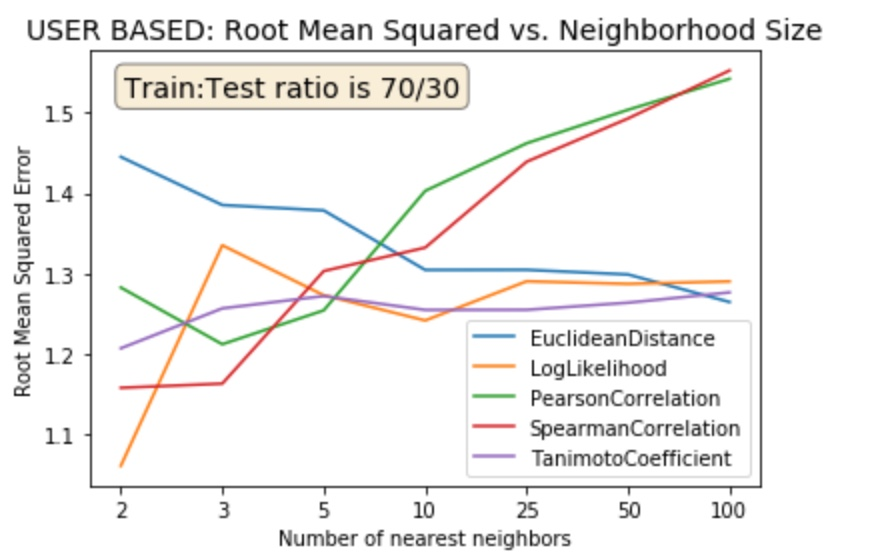 USER BASED: Root Mean Squared vs. Neighborhood Size
Train:Test ratio is 70/30
Root Mean Squared Error
1.5
1.4
1.3
1.2
1.1
EuclideanDistance
LogLikelihood
PearsonCorrelation
SpearmanCorrelation
TanimotoCoefficient
2 3 5 10 25 50 100
Number of nearest neighbors